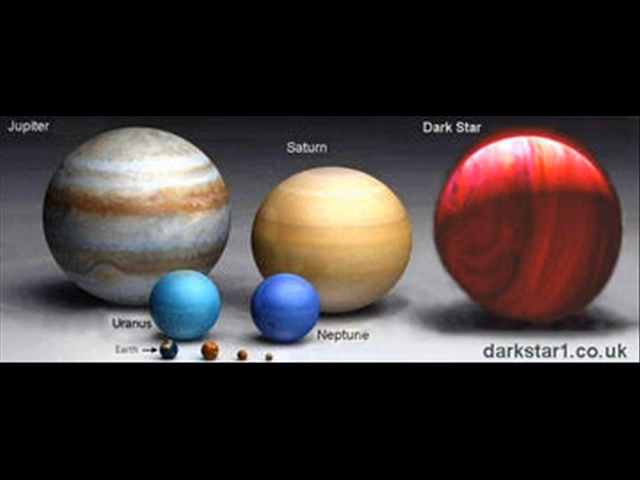 Jupiter
Dark Star
Saturn
Uranus
Neptune
Earth
darkstar1.co.uk